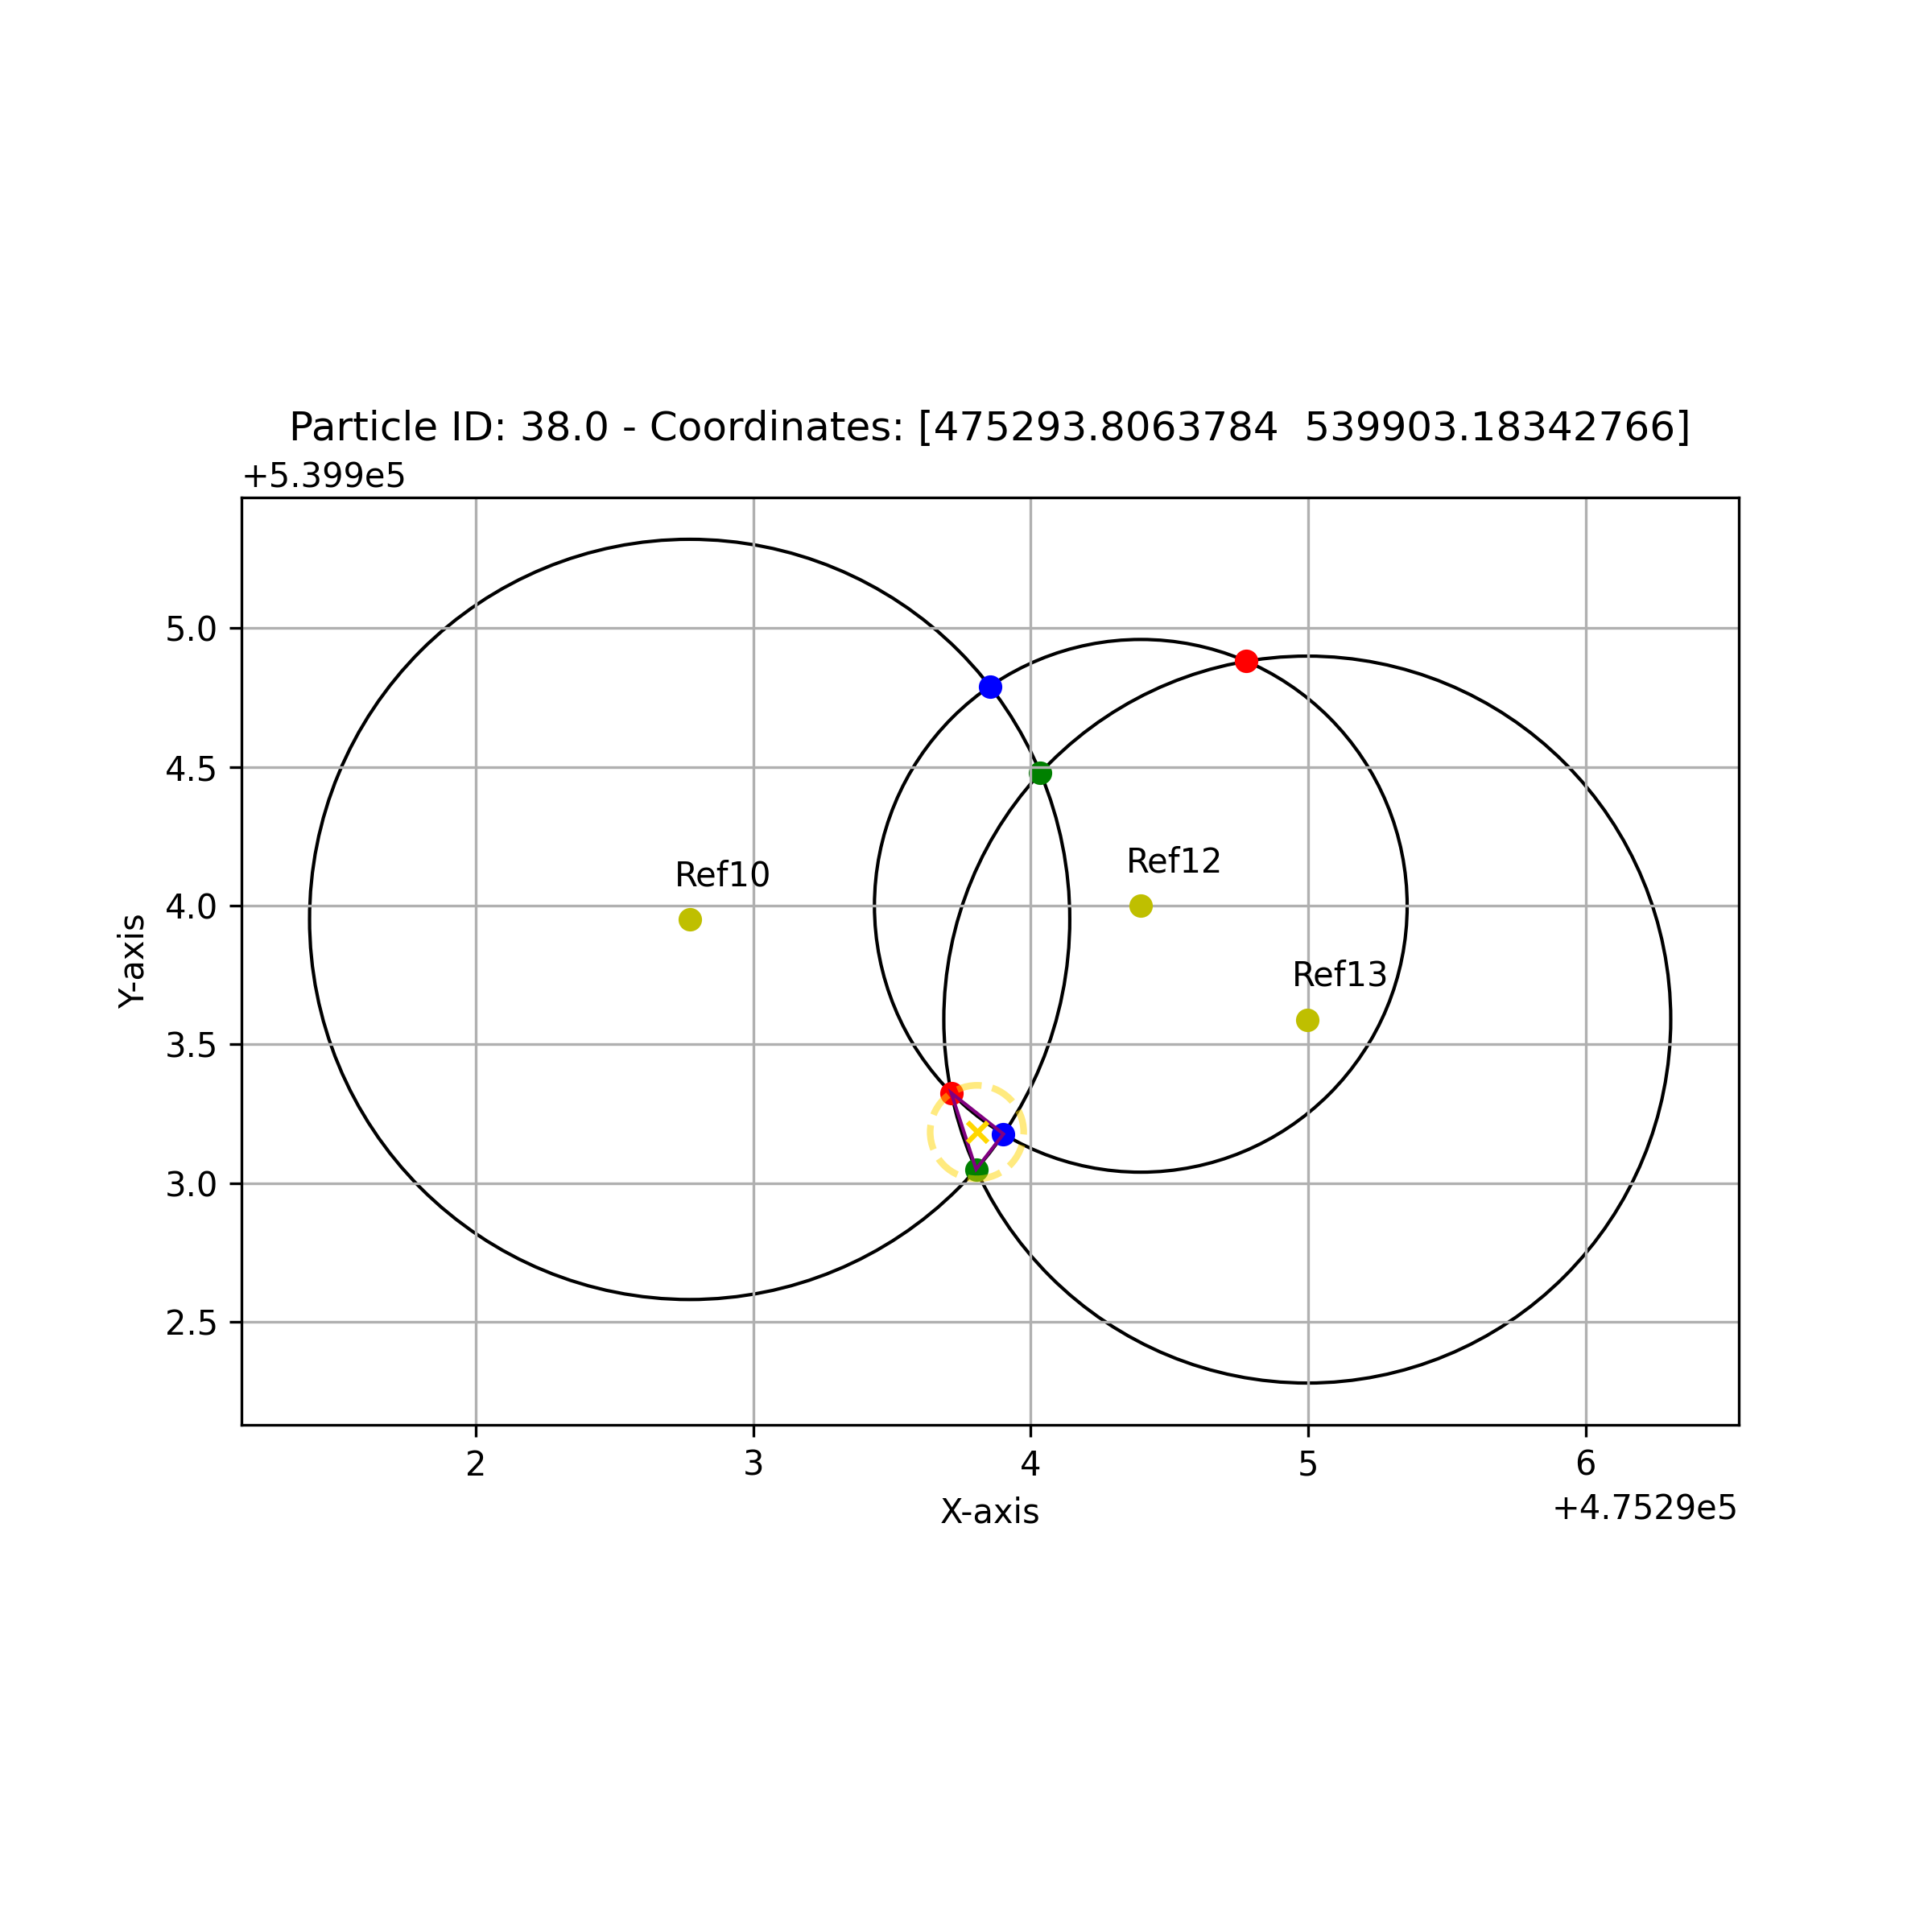 Particle ID: 38.0 - Coordinates: [475293.8063784  539903.18342766]
+5.399e5
5.0
4.5
4.0
3.5
3.0
2.5
Y-axis
Ref10
Ref12
Ref13
2 3 4 5 6
X-axis
+4.7529e5